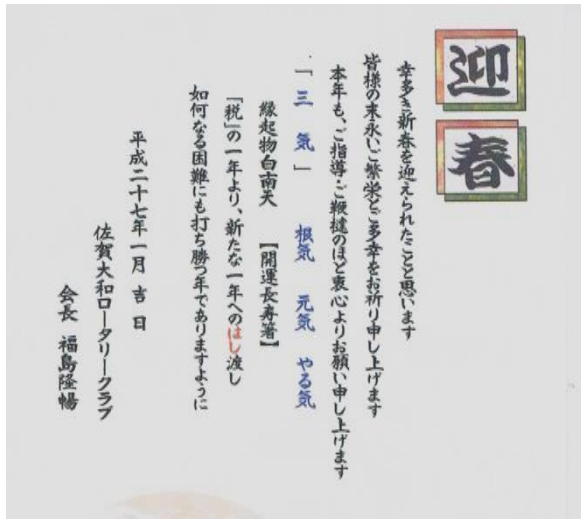 迎
春
幸多き新春を迎えられたことと思います
皆様の末永いご繁栄とご多幸をお祈り申し上げます
本年も、ご指導・ご鞭撻のほど衷心よりお願い申し上げます
「三気」 根気 元気 やる気
縁起物白南天 【開運長寿箸】
『税』の一年より、新たな一年へのはし渡し
如何なる困難にも打ち勝つ年でありますように
平成二十七年一月 吉日
佐賀大和ロータリークラブ
会長 福島隆暢